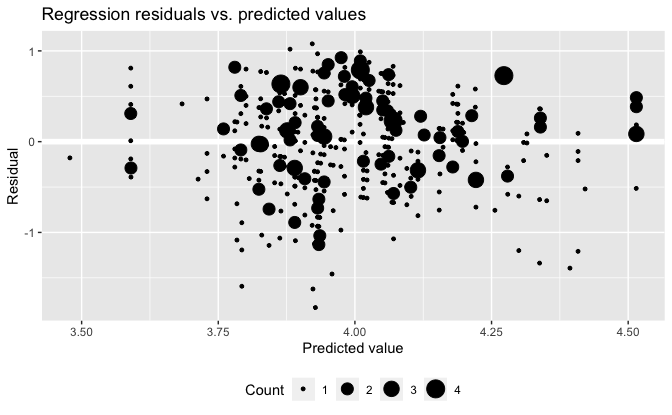 Regression residuals vs. predicted values
Residual
1
0
-1
3.50 3.75 4.00 4.25 4.50
Predicted value
Count 1 2 3 4